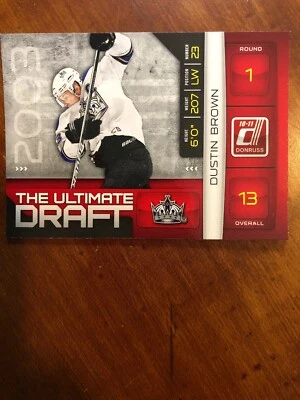 2003
THE ULTIMATE
DRAFT
HEIGHT 6'0"
WEIGHT 207
POSITION LW
NUMBER 23
DUSTIN BROWN
ROUND
1
10-11
DONRUSS
13
OVERALL